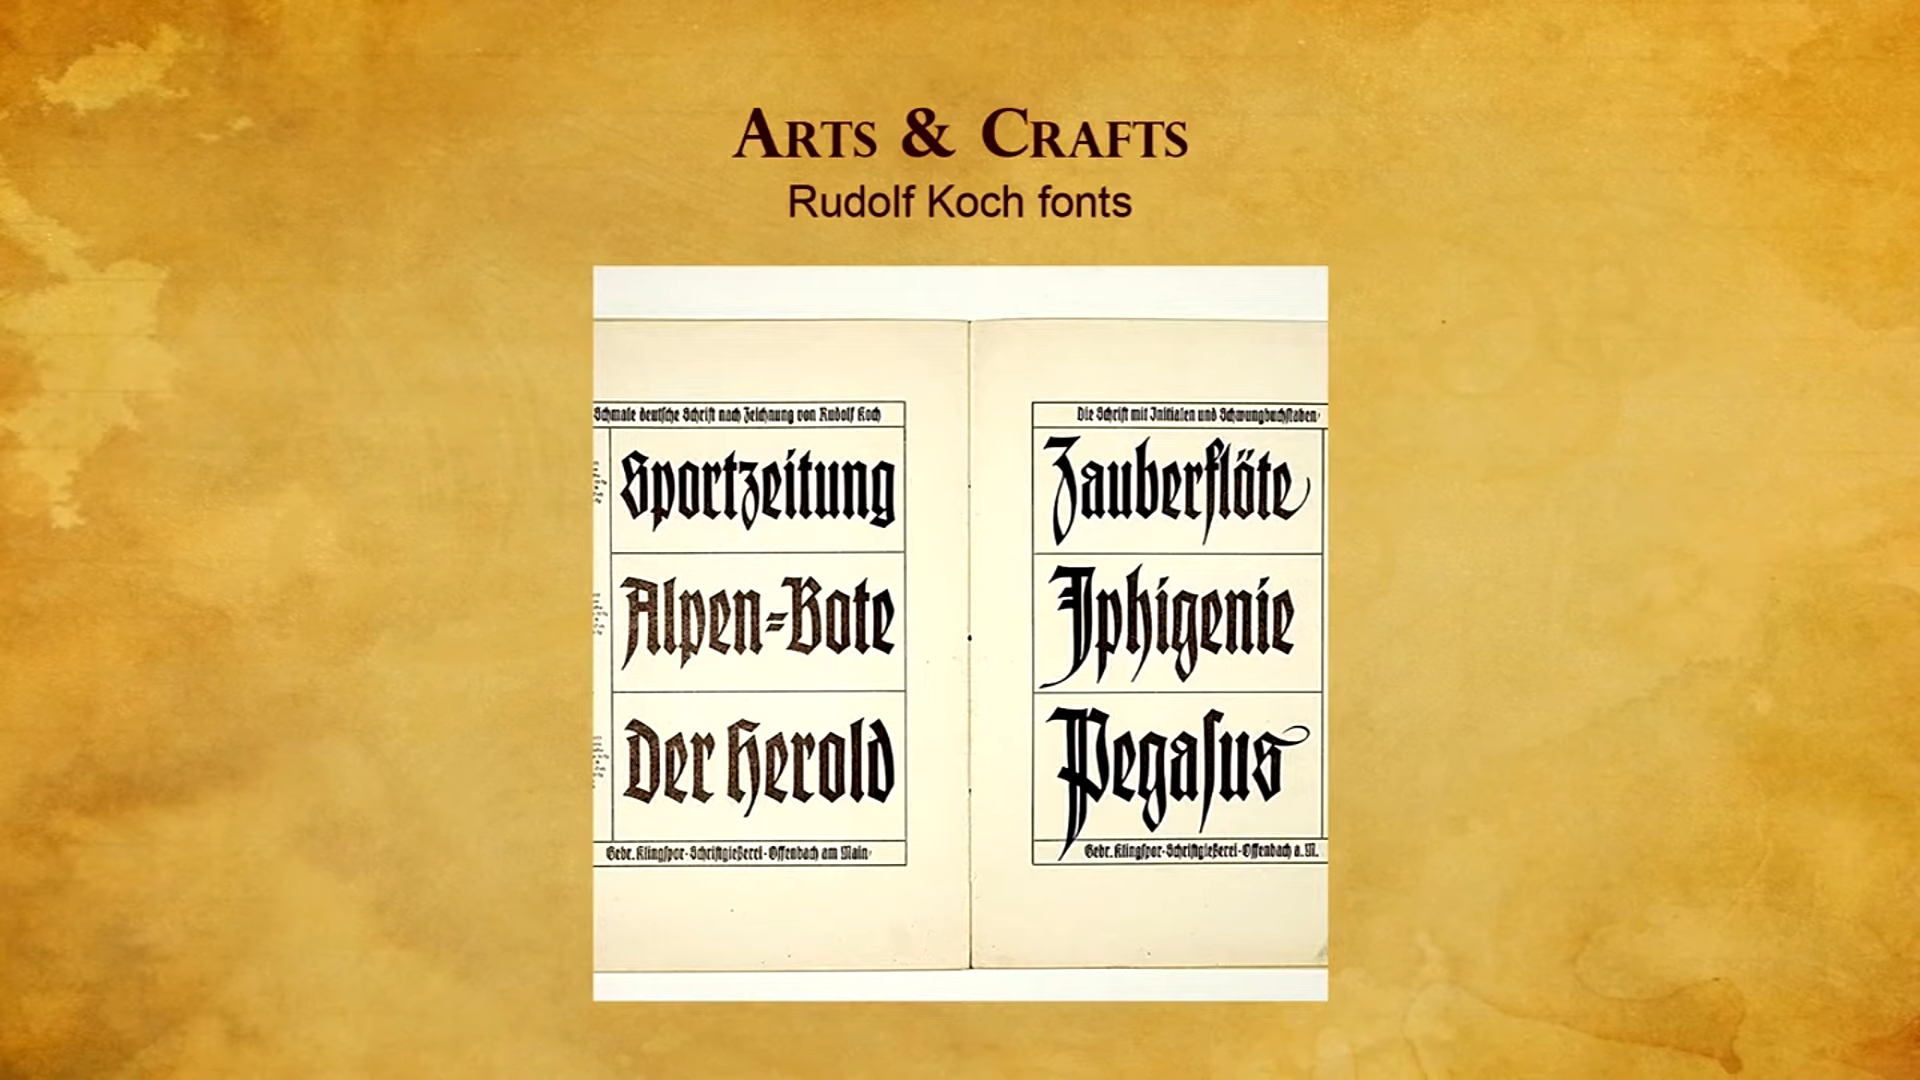 ARTS & CRAFTS
Rudolf Koch fonts
Schmale deutſche Schrift nach Zeichnung von Rudolf Koch
Sportzeitung
Alpen=Bote
Der Herold
Gebr. Klingſpor · Schriftgießerei · Offenbach am Main
Die Schrift mit Initialen und Schwungbuchſtaben
Zauberflöte
Iphigenie
Pegaſus
Gebr. Klingſpor · Schriftgießerei · Offenbach a. M.